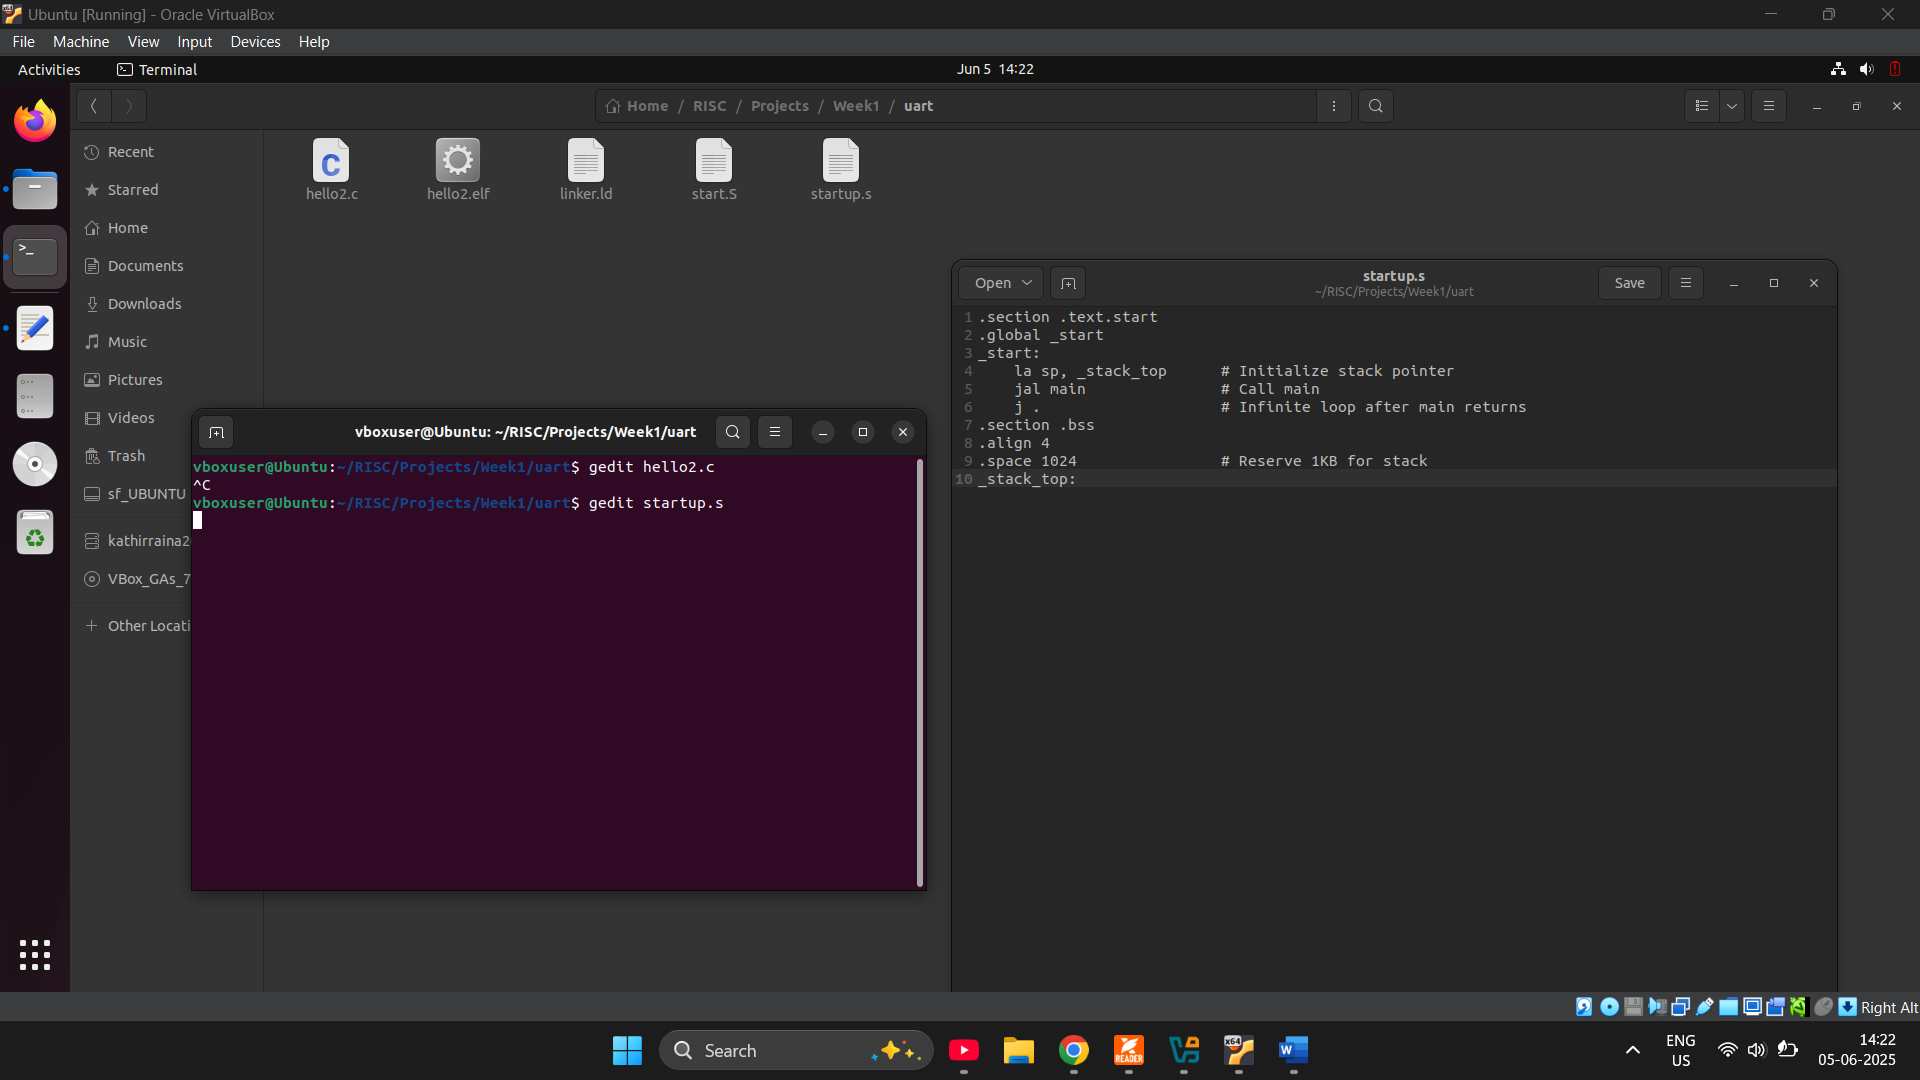 Ubuntu [Running] - Oracle VirtualBox
File Machine View Input Devices Help
Activities Terminal Jun 5 14:22
Home / RISC / Projects / Week1 / uart
Recent
Starred
Home
Documents
Downloads
Music
Pictures
Videos
Trash
sf_UBUNTU
kathirraina2
VBox_GAs_7
Other Locati
hello2.c hello2.elf linker.ld start.S startup.s
vboxuser@Ubuntu: ~/RISC/Projects/Week1/uart
vboxuser@Ubuntu:~/RISC/Projects/Week1/uart$ gedit hello2.c
^C
vboxuser@Ubuntu:~/RISC/Projects/Week1/uart$ gedit startup.s
Open startup.s Save
~/RISC/Projects/Week1/uart
1 .section .text.start
2 .global _start
3 _start:
4     la sp, _stack_top      # Initialize stack pointer
5     jal main               # Call main
6     j .                    # Infinite loop after main returns
7 .section .bss
8 .align 4
9 .space 1024                # Reserve 1KB for stack
10 _stack_top:
Right Alt
Search
READER
x64
W
ENG
US
14:22
05-06-2025